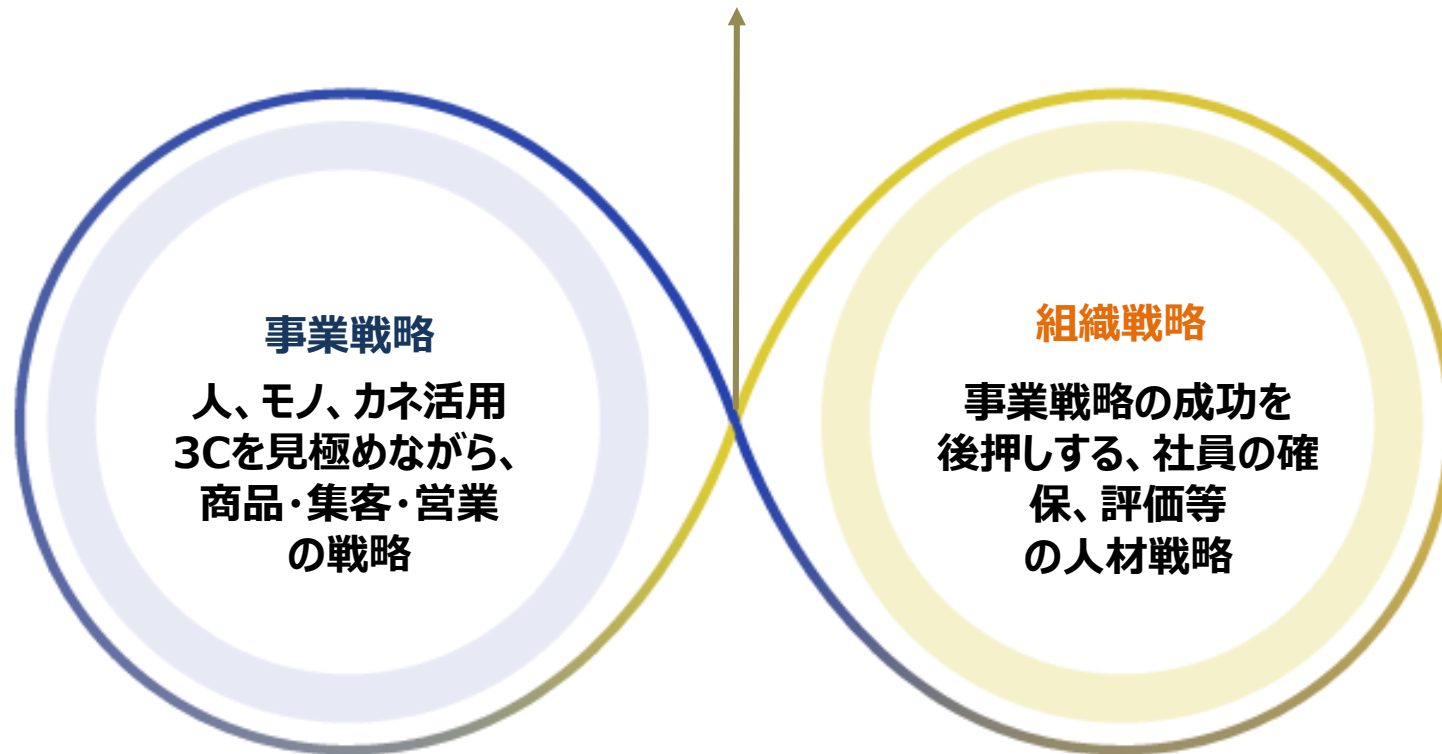 事業戦略
人、モノ、カネ活用
3Cを見極めながら、
商品・集客・営業
の戦略
組織戦略
事業戦略の成功を
後押しする、社員の確
保、評価等
の人材戦略